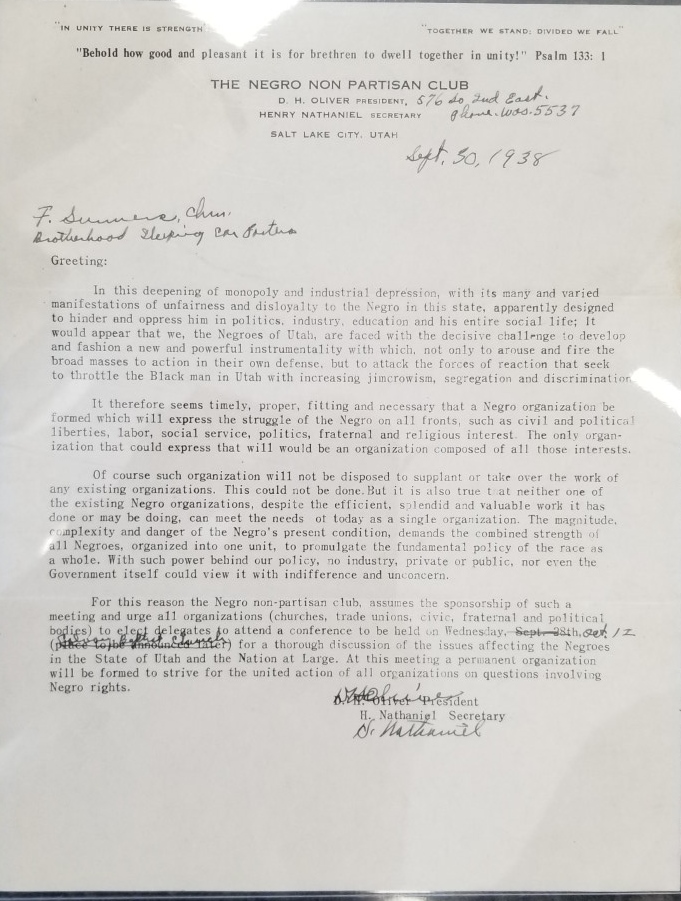 "IN UNITY THERE IS STRENGTH" "TOGETHER WE STAND; DIVIDED WE FALL"
"Behold how good and pleasant it is for brethren to dwell together in unity!" Psalm 133: 1
THE NEGRO NON PARTISAN CLUB
D. H. OLIVER PRESIDENT, 576 So 2nd East.
HENRY NATHANIEL SECRETARY phone. Was. 5537
SALT LAKE CITY, UTAH
Sept. 30, 1938
F. Summers, Chm.
Brotherhood Sleeping Car Porters
Greeting:
In this deepening of monopoly and industrial depression, with its many and varied
manifestations of unfairness and disloyalty to the Negro in this state, apparently designed
to hinder and oppress him in politics, industry, education and his entire social life; It
would appear that we, the Negroes of Utah, are faced with the decisive challenge to develop
and fashion a new and powerful instrumentality with which, not only to arouse and fire the
broad masses to action in their own defense, but to attack the forces of reaction that seek
to throttle the Black man in Utah with increasing jimcrowism, segregation and discrimination
It therefore seems timely, proper, fitting and necessary that a Negro organization be
formed which will express the struggle of the Negro on all fronts, such as civil and political
liberties, labor, social service, politics, fraternal and religious interest. The only organ-
ization that could express that will would be an organization composed of all those interests.
Of course such organization will not be disposed to supplant or take over the work of
any existing organizations. This could not be done. But it is also true t at neither one of
the existing Negro organizations, despite the efficient, splendid and valuable work it has
done or may be doing, can meet the needs of today as a single organization. The magnitude,
complexity and danger of the Negro's present condition, demands the combined strength of
all Negroes, organized into one unit, to promulgate the fundamental policy of the race as
a whole. With such power behind our policy, no industry, private or public, nor even the
Government itself could view it with indifference and unconcern.
For this reason the Negro non-partisan club, assumes the sponsorship of such a
meeting and urge all organizations (churches, trade unions, civic, fraternal and political
bodies) to elect delegates to attend a conference to be held on Wednesday, Sept. 28th, Oct. 12
Calvary Baptist Church
(place to be announced later) for a thorough discussion of the issues affecting the Negroes
in the State of Utah and the Nation at Large. At this meeting a permanent organization
will be formed to strive for the united action of all organizations on questions involving
Negro rights.
D. H. Oliver
D. H. Oliver President
H. Nathaniel Secretary
H. Nathaniel